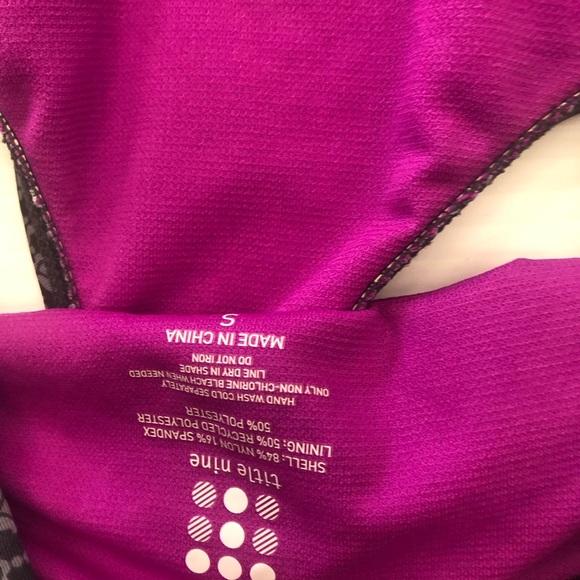 title nine
SHELL: 84% NYLON 16% SPANDEX
LINING: 50% RECYCLED POLYESTER
50% POLYESTER
HAND WASH COLD SEPARATELY
ONLY NON-CHLORINE BLEACH WHEN NEEDED
LINE DRY IN SHADE
DO NOT IRON
MADE IN CHINA
S